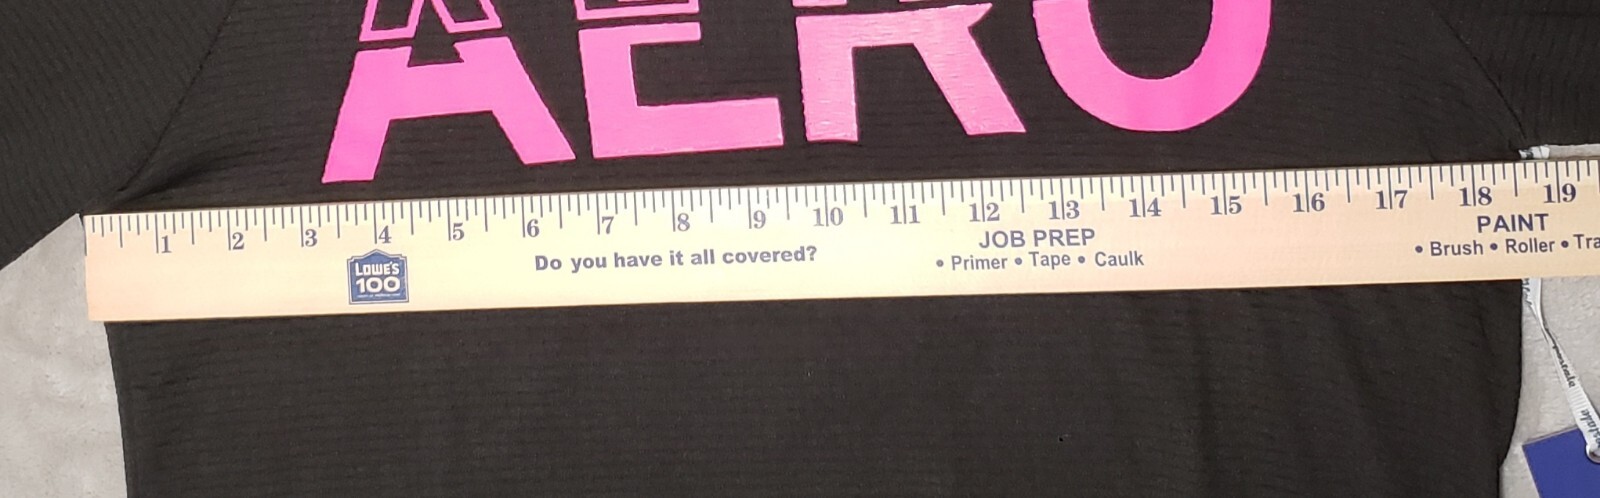 AERO
1 2 3 4 5 6 7 8 9 10 11 12 13 14 15 16 17 18 19
LOWE'S
100
Do you have it all covered?
JOB PREP
• Primer • Tape • Caulk
PAINT
• Brush • Roller •